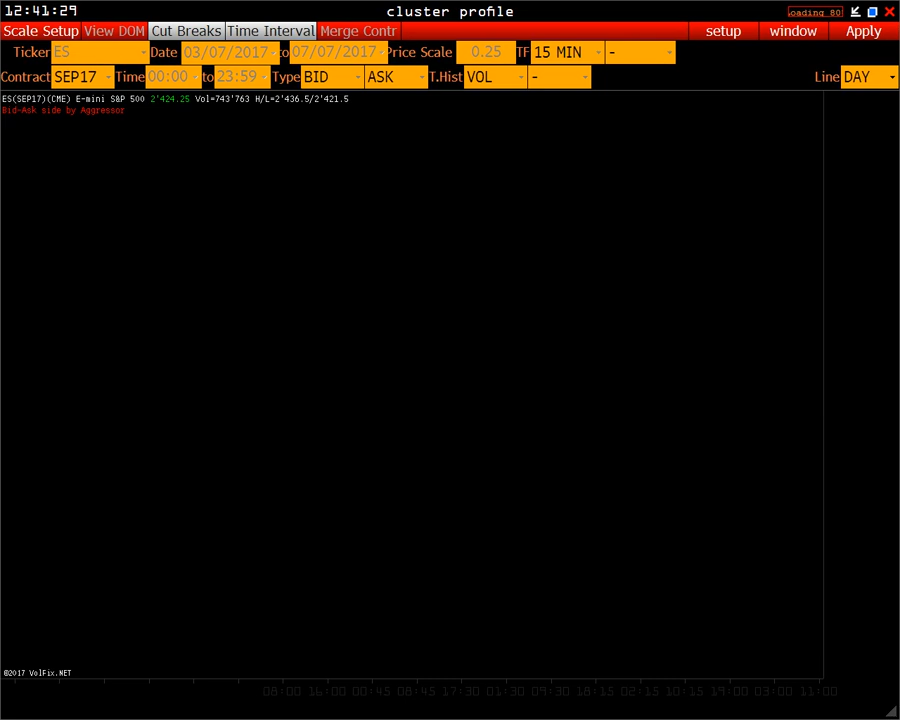 12:41:29 cluster profile loading 80
Scale Setup View DOM Cut Breaks Time Interval Merge Contr setup window Apply
Ticker ES Date 03/07/2017 to 07/07/2017 Price Scale 0.25 TF 15 MIN -
Contract SEP17 Time 00:00 to 23:59 Type BID ASK T.Hist VOL - Line DAY
ES(SEP17)(CME) E-mini S&P 500 2'424.25 Vol=743'763 H/L=2'436.5/2'421.5
Bid-Ask side by Aggressor
©2017 VolFix.NET
08:00 16:00 00:45 08:45 17:30 01:30 09:30 18:15 02:15 10:15 19:00 03:00 11:00